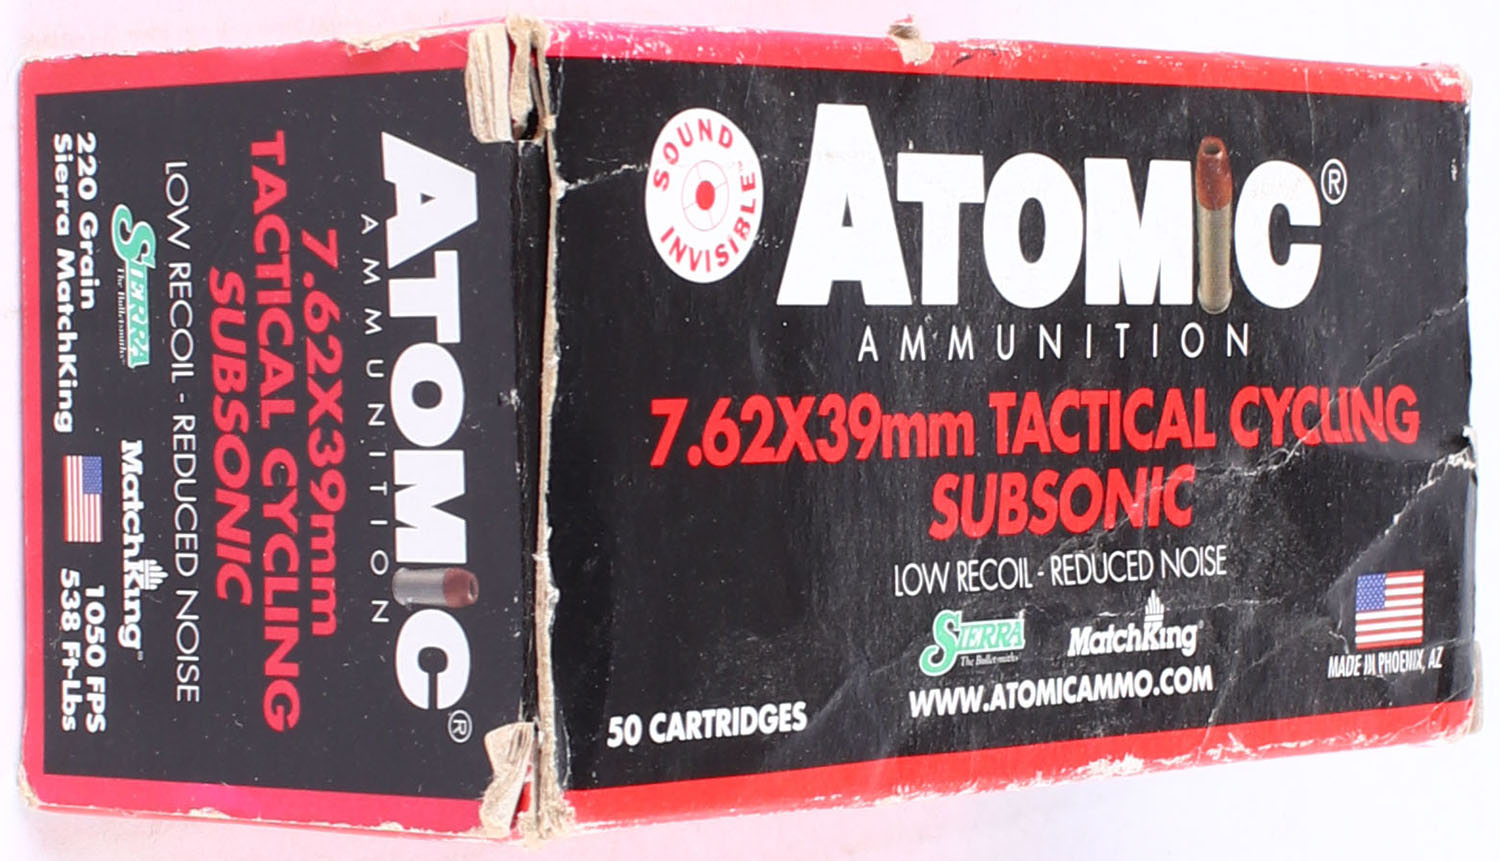 SOUND
INVISIBLE™
ATOMIC®
AMMUNITION
7.62X39mm TACTICAL CYCLING
SUBSONIC
LOW RECOIL - REDUCED NOISE
SIERRA
The Bulletsmiths
MatchKing
WWW.ATOMICAMMO.COM
50 CARTRIDGES
MADE IN PHOENIX, AZ
ATOMIC®
AMMUNITION
7.62X39mm
TACTICAL CYCLING
SUBSONIC
LOW RECOIL - REDUCED NOISE
SIERRA
The Bulletsmiths
MatchKing
220 Grain
Sierra MatchKing
1050 FPS
538 Ft-Lbs